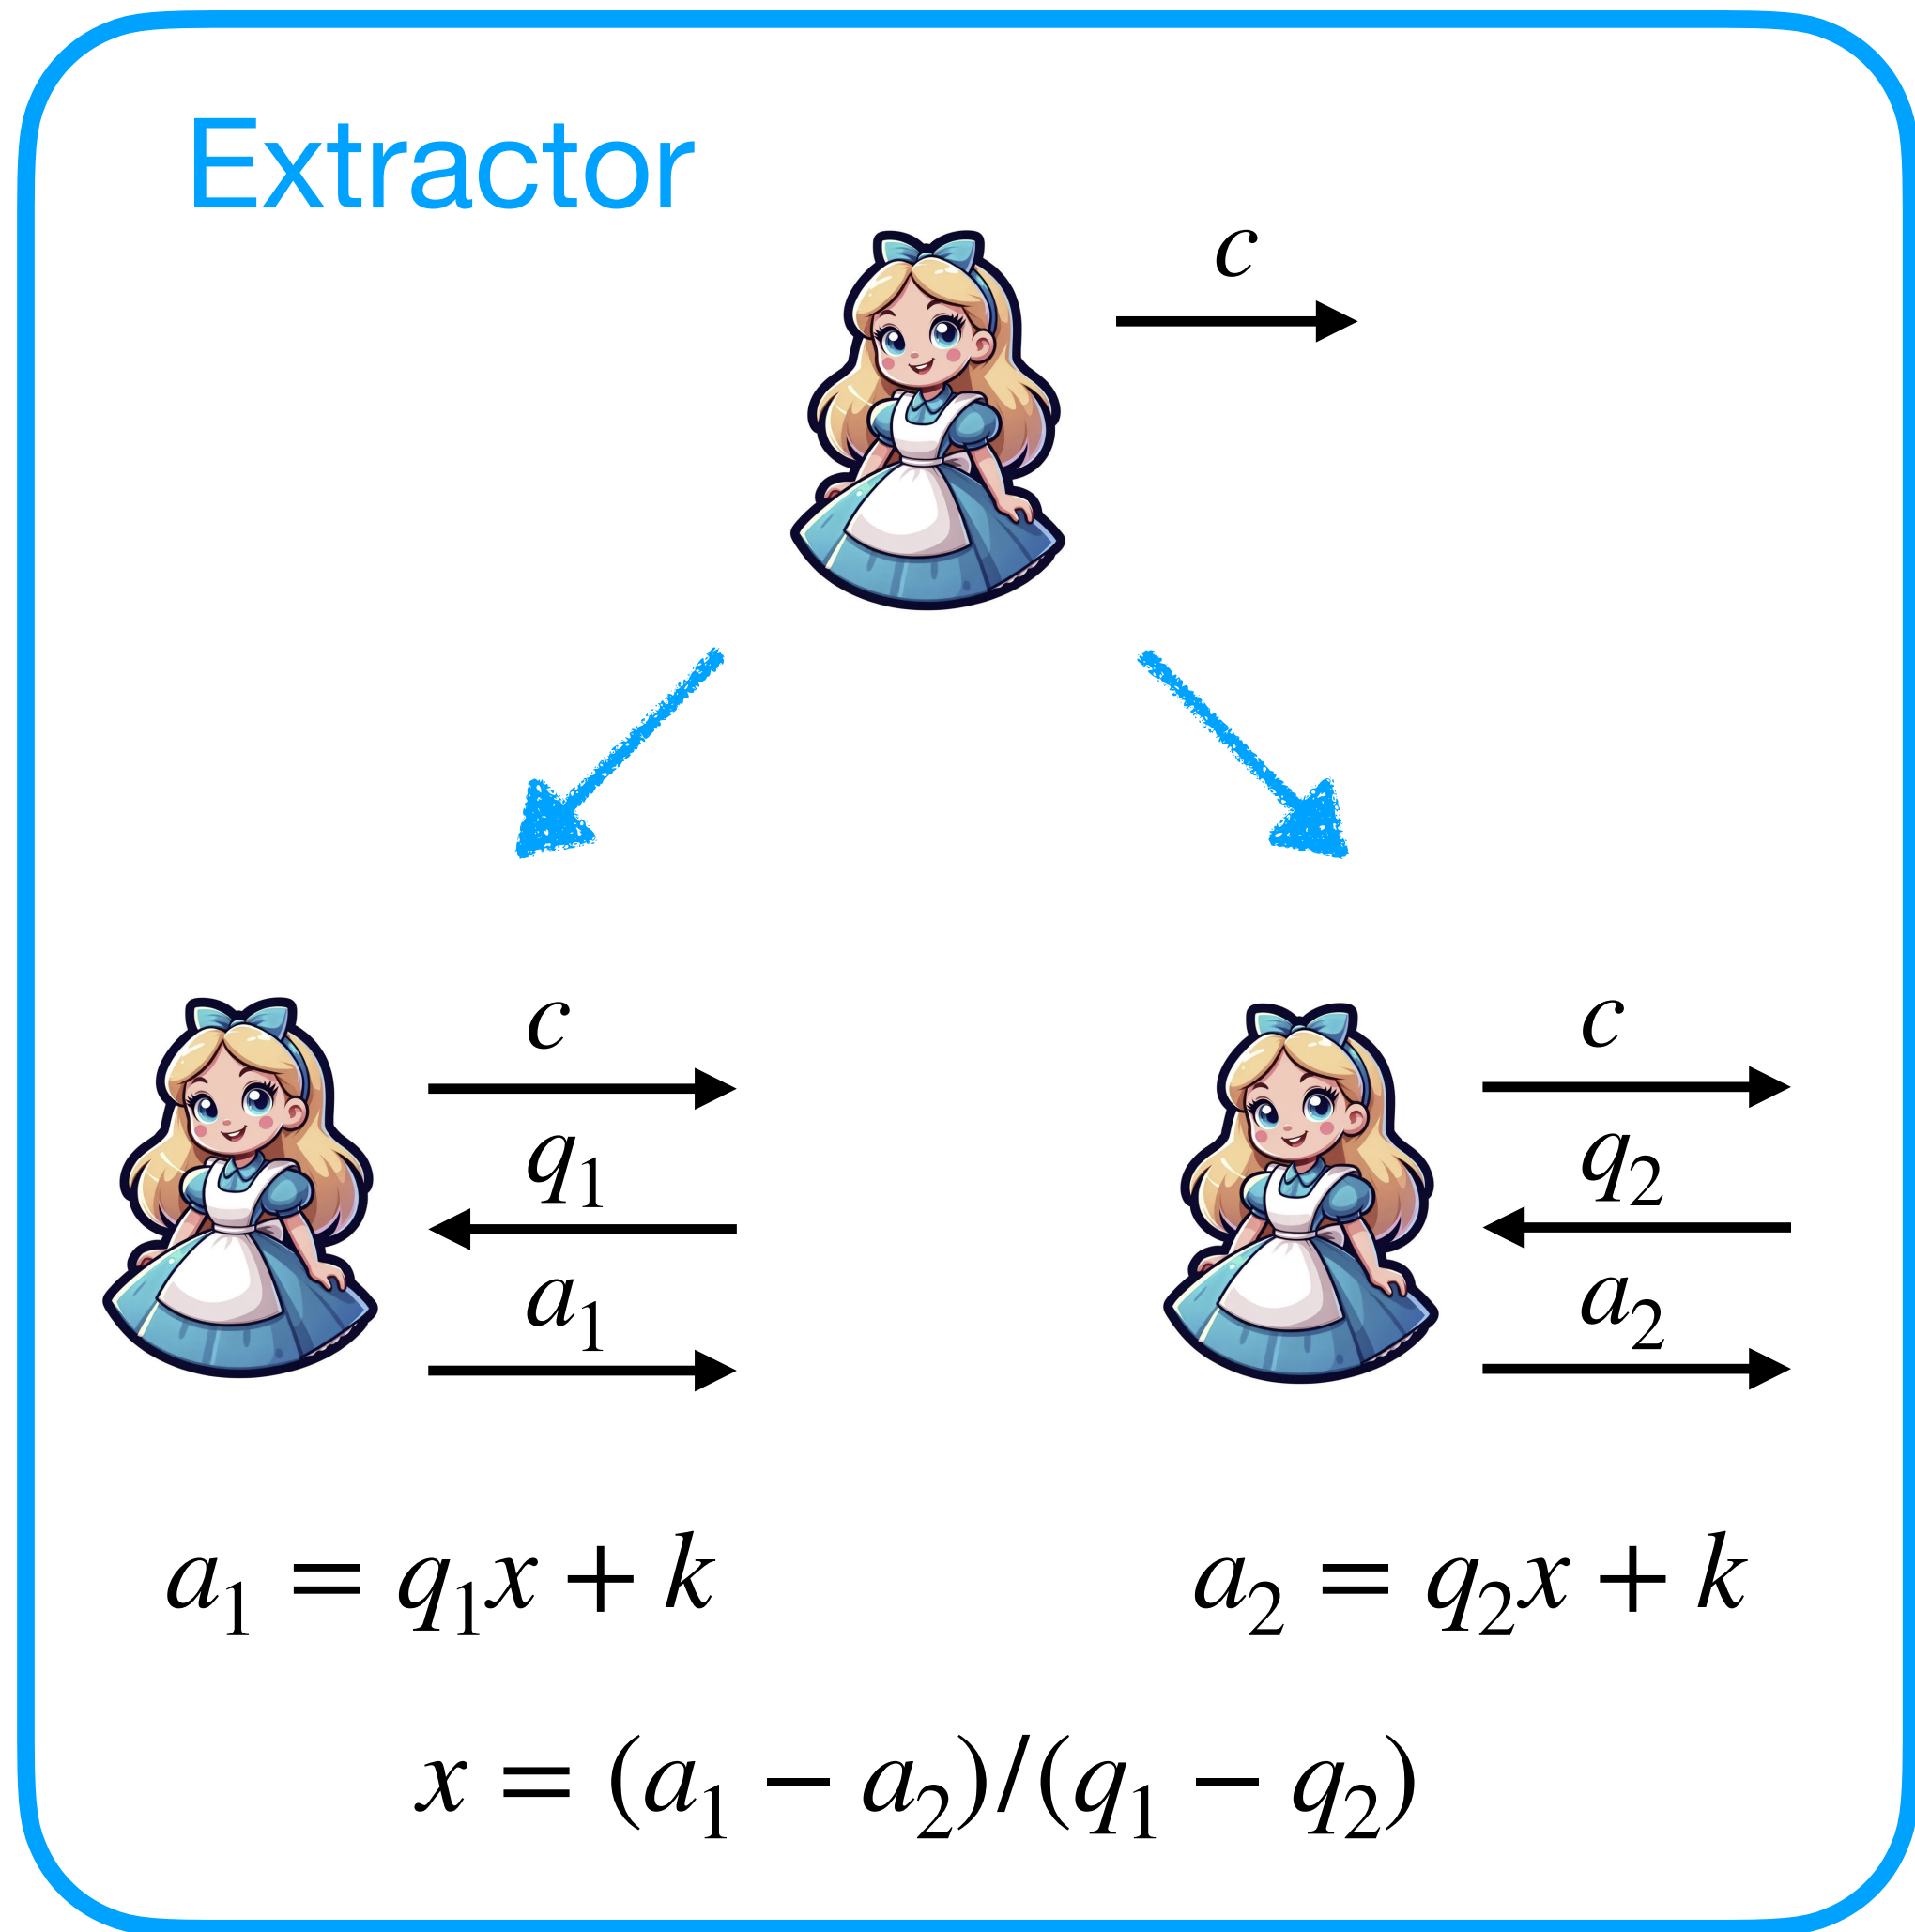 Extractor
c
c
c
q₁
q₂
a₁
a₂
a₁ = q₁x + k
a₂ = q₂x + k
x = (a₁ − a₂)/(q₁ − q₂)